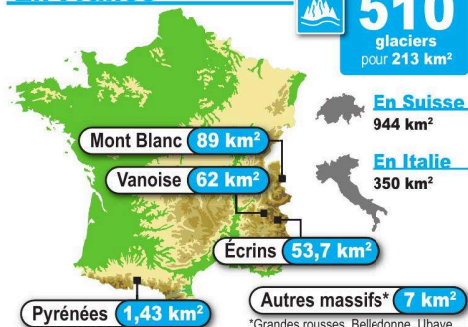 510
glaciers
pour 213 km²
En Suisse
944 km²
En Italie
350 km²
Mont Blanc 89 km²
Vanoise 62 km²
Écrins 53,7 km²
Pyrénées 1,43 km²
Autres massifs* 7 km²
*Grandes rousses, Belledonne, Ubaye